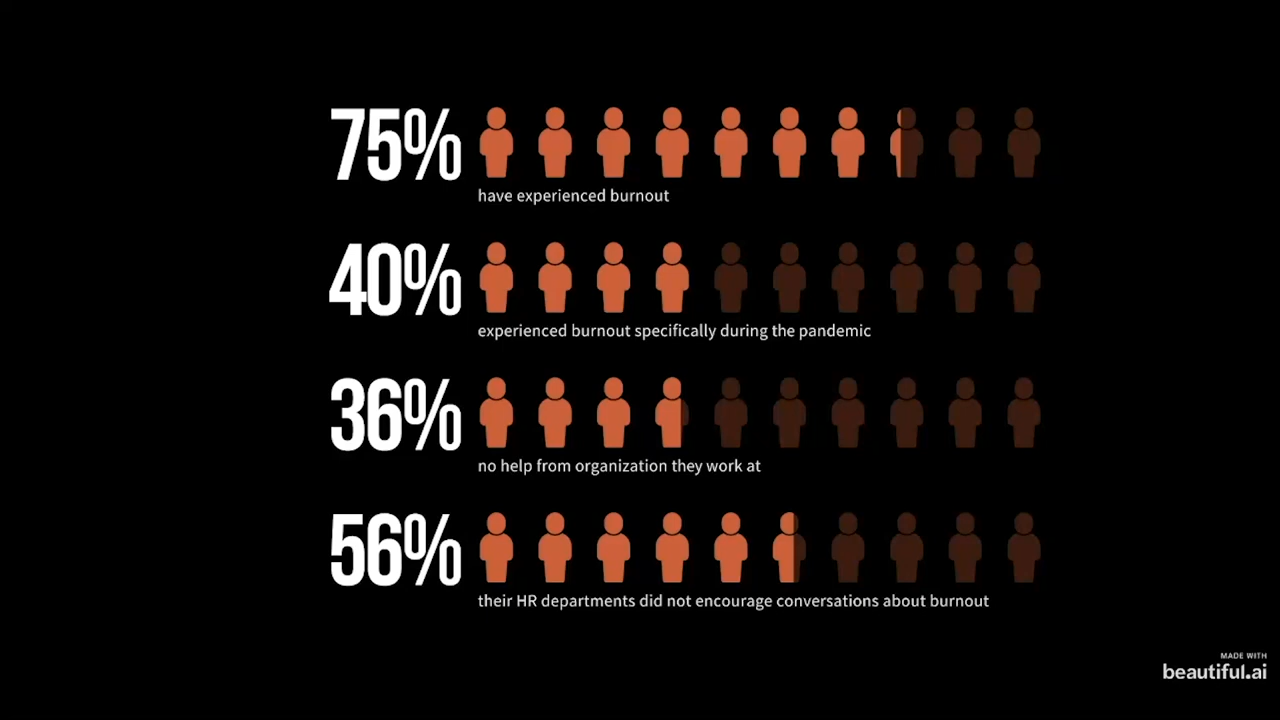 75%
have experienced burnout
40%
experienced burnout specifically during the pandemic
36%
no help from organization they work at
56%
their HR departments did not encourage conversations about burnout
MADE WITH
beautiful.ai